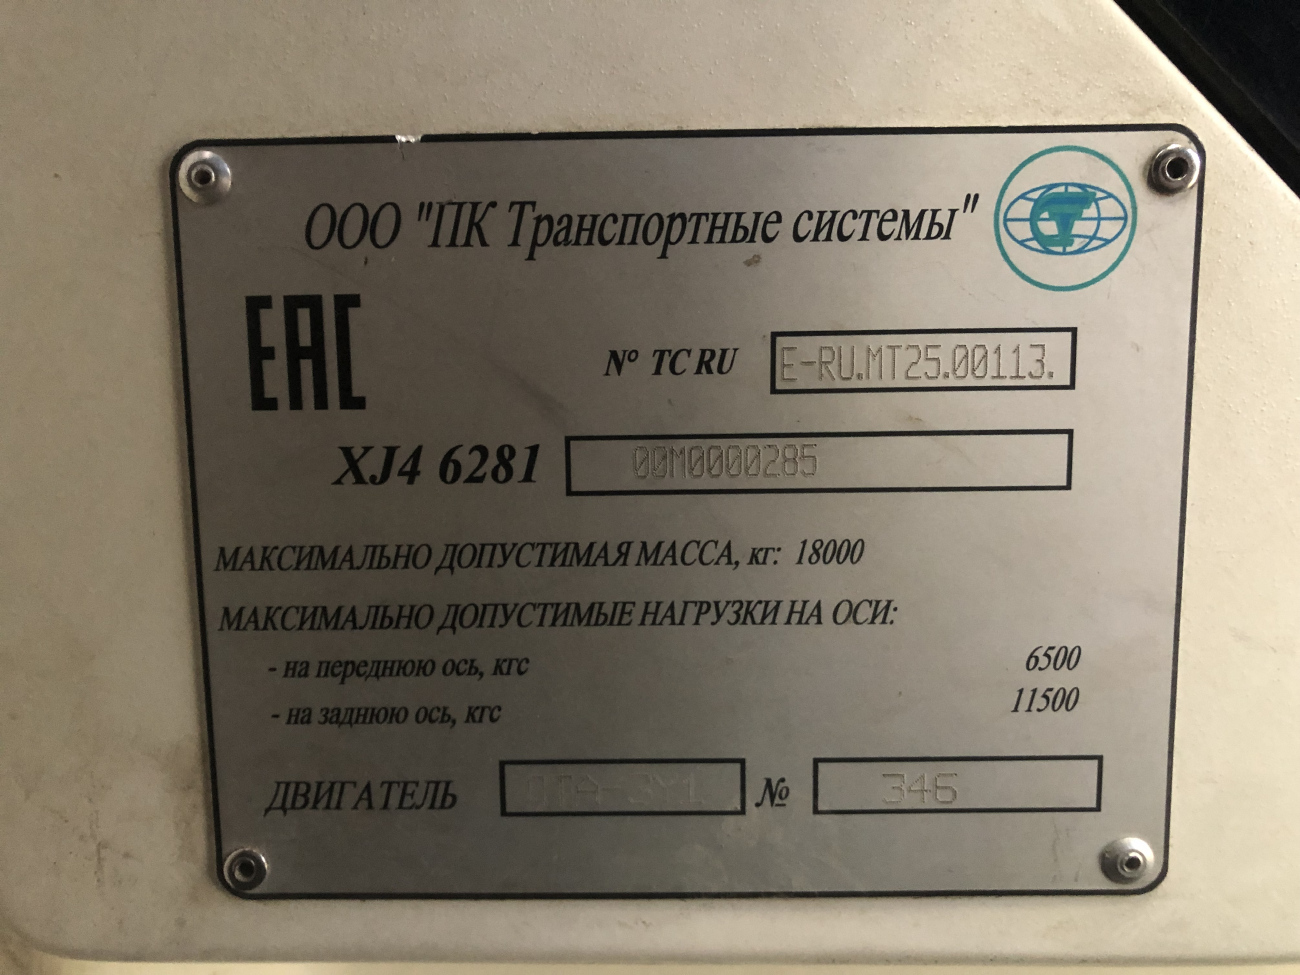 ООО "ПК Транспортные системы"
ЕАС
№ ТС RU E-RU.MT25.00113.
XJ4 6281 00M0000285
МАКСИМАЛЬНО ДОПУСТИМАЯ МАССА, кг: 18000
МАКСИМАЛЬНО ДОПУСТИМЫЕ НАГРУЗКИ НА ОСИ:
- на переднюю ось, кгс 6500
- на заднюю ось, кгс 11500
ДВИГАТЕЛЬ № 346